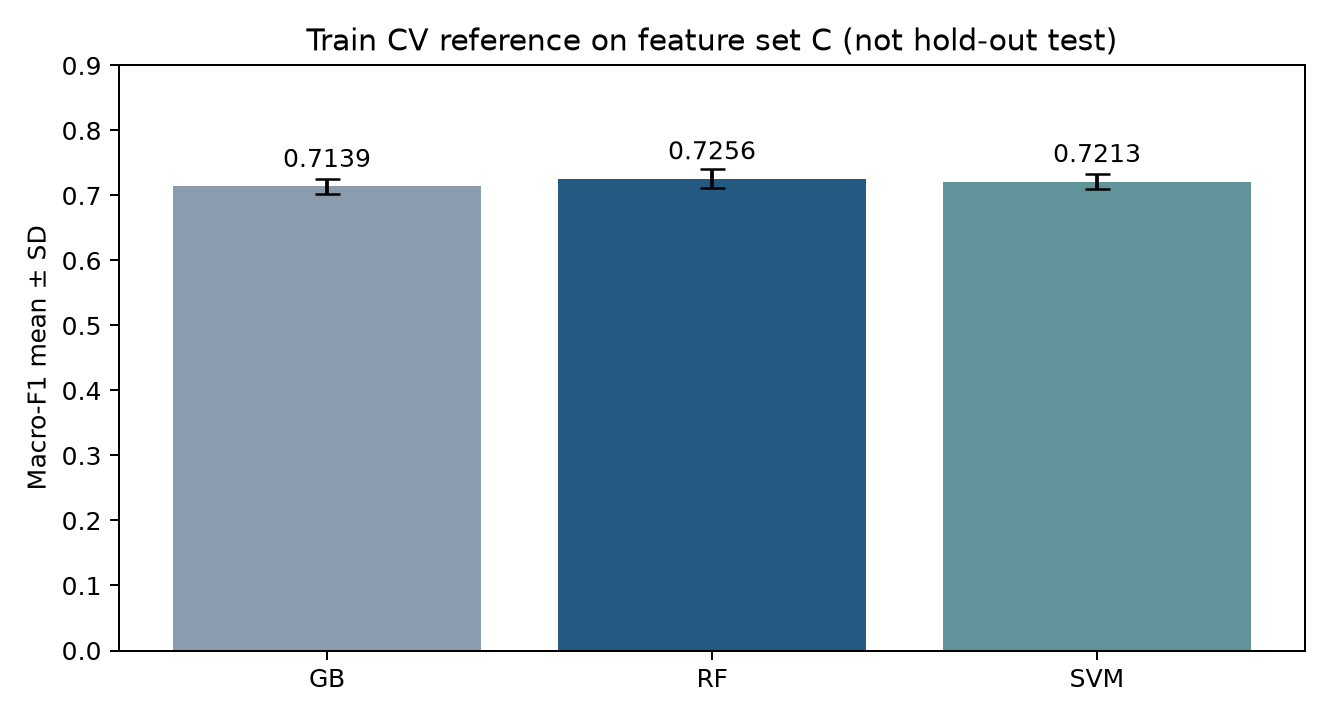 Train CV reference on feature set C (not hold-out test)
Macro-F1 mean ± SD
0.9
0.8
0.7
0.6
0.5
0.4
0.3
0.2
0.1
0.0
0.7139
0.7256
0.7213
GB
RF
SVM